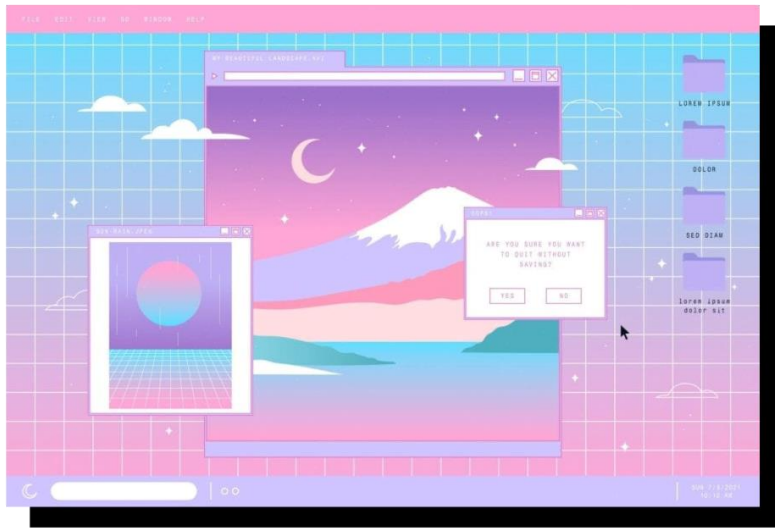 FILE EDIT VIEW GO WINDOW HELP
MY BEAUTIFUL LANDSCAPE.
LOREM IPSUM
DOLOR
SED DIAM
lorem ipsum
dolor sit
ARE YOU SURE YOU WANT
TO QUIT WITHOUT
SAVING?
YES NO